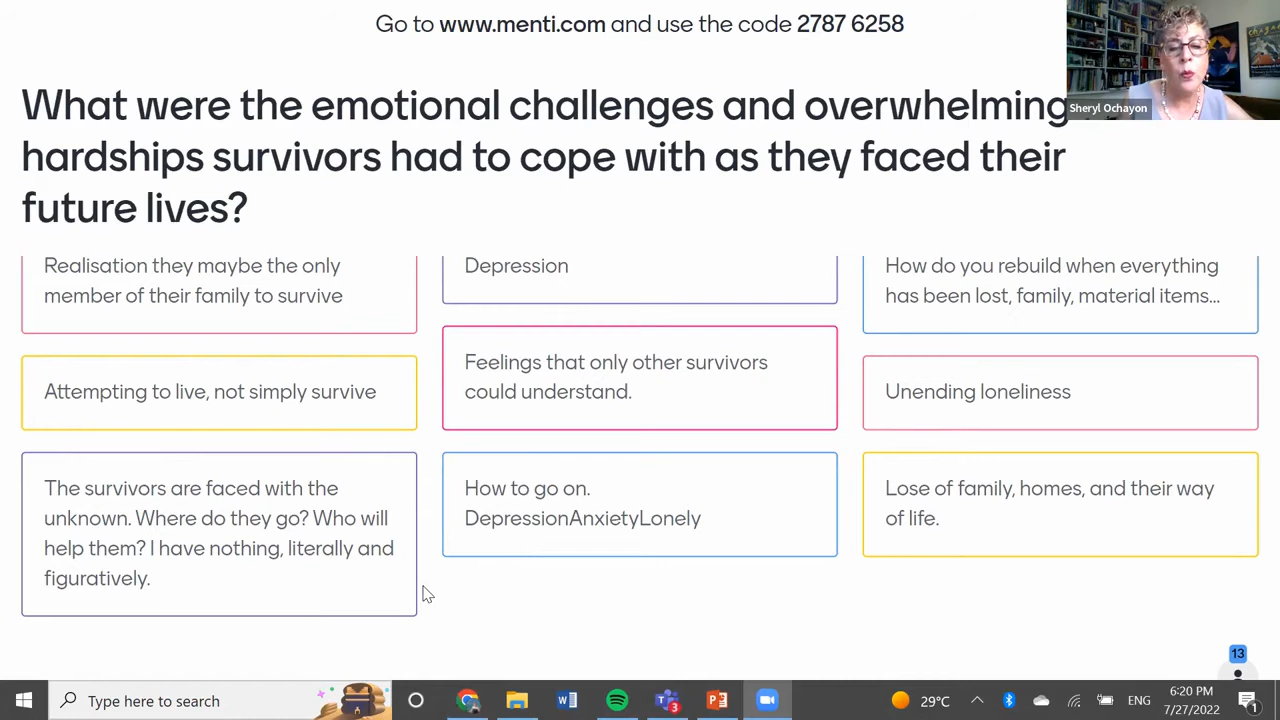 Go to www.menti.com and use the code 2787 6258
Sheryl Ochayon
What were the emotional challenges and overwhelming
hardships survivors had to cope with as they faced their
future lives?
Realisation they maybe the only
member of their family to survive
Depression
How do you rebuild when everything
has been lost, family, material items...
Attempting to live, not simply survive
Feelings that only other survivors
could understand.
Unending loneliness
The survivors are faced with the
unknown. Where do they go? Who will
help them? I have nothing, literally and
figuratively.
How to go on.
DepressionAnxietyLonely
Lose of family, homes, and their way
of life.
13
Type here to search
3
29°C
ENG
6:20 PM
7/27/2022
1